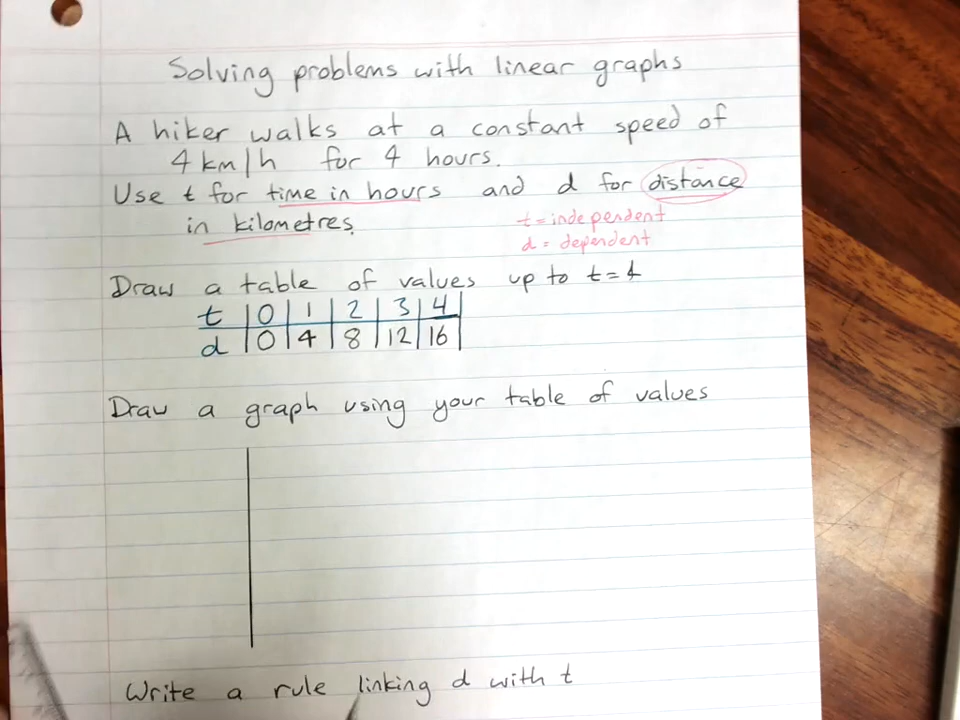 Solving problems with linear graphs
A hiker walks at a constant speed of
4 km/h for 4 hours.
Use t for time in hours and d for distance
in kilometres.
t = independent
d = dependent
Draw a table of values up to t = 4
t | 0 | 1 | 2 | 3 | 4 |
d | 0 | 4 | 8 | 12 | 16 |
Draw a graph using your table of values
Write a rule linking d with t